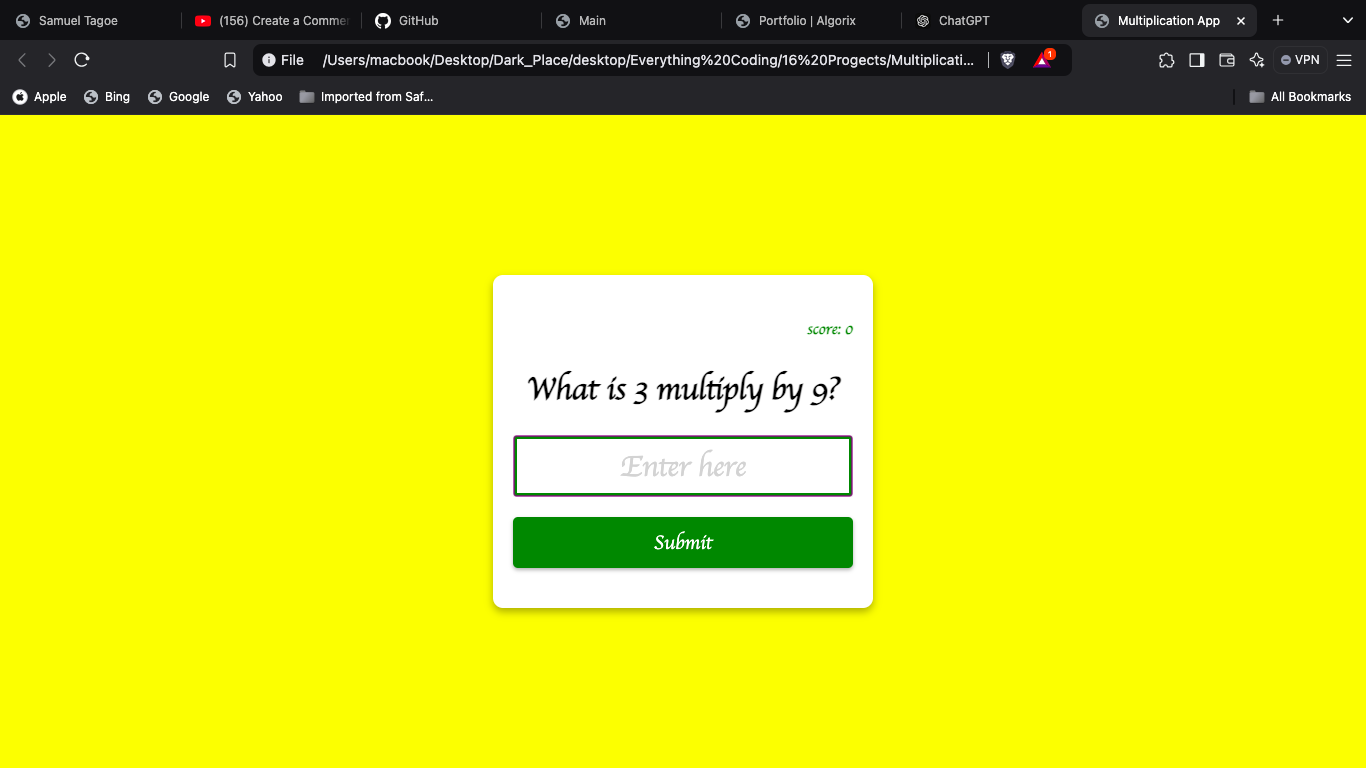 Samuel Tagoe
(156) Create a Commer
GitHub
Main
Portfolio | Algorix
ChatGPT
Multiplication App
File /Users/macbook/Desktop/Dark_Place/desktop/Everything%20Coding/16%20Progects/Multiplicati...
1
VPN
Apple Bing Google Yahoo Imported from Saf... All Bookmarks
score: 0
What is 3 multiply by 9?
Enter here
Submit